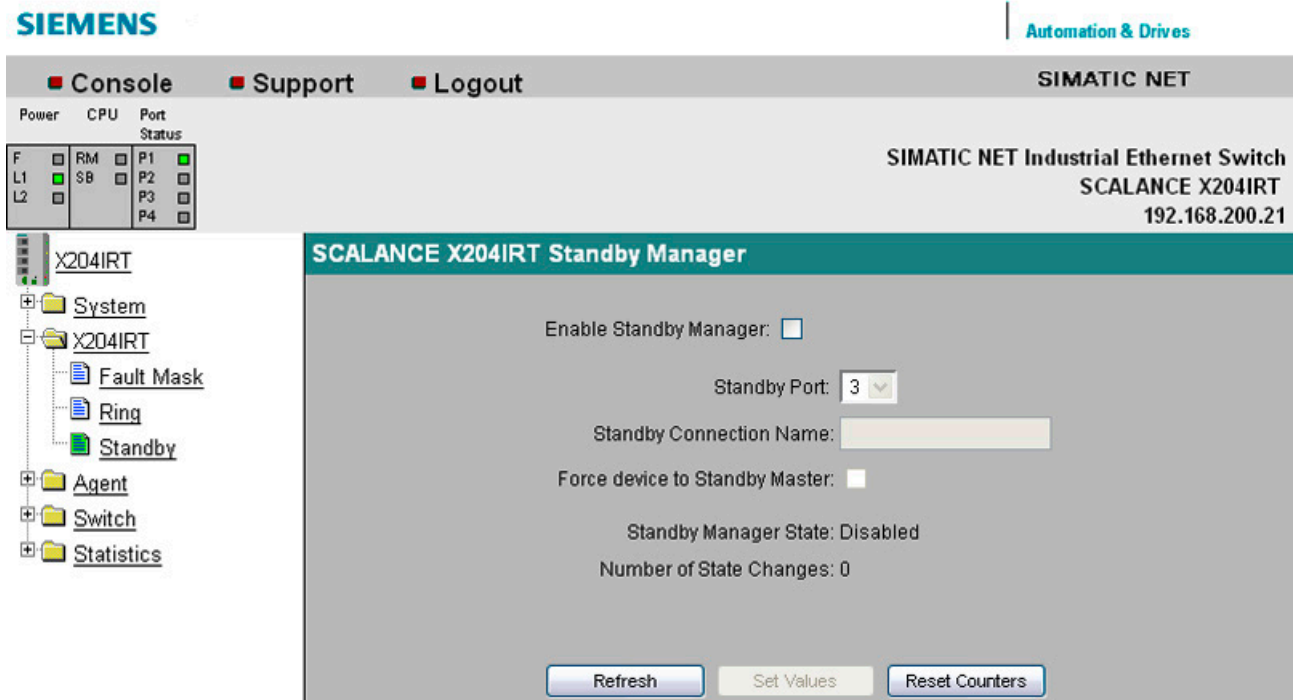 SIEMENS
Automation & Drives
Console Support Logout SIMATIC NET
Power CPU Port Status
F RM P1
L1 SB P2
L2 P3
P4
SIMATIC NET Industrial Ethernet Switch
SCALANCE X204IRT
192.168.200.21
X204IRT
System
X204IRT
Fault Mask
Ring
Standby
Agent
Switch
Statistics
SCALANCE X204IRT Standby Manager
Enable Standby Manager:
Standby Port: 3
Standby Connection Name:
Force device to Standby Master:
Standby Manager State: Disabled
Number of State Changes: 0
Refresh Set Values Reset Counters